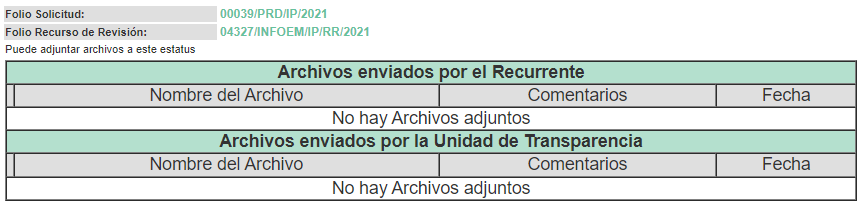 Folio Solicitud: 00039/PRD/IP/2021
Folio Recurso de Revisión: 04327/INFOEM/IP/RR/2021
Puede adjuntar archivos a este estatus
Archivos enviados por el Recurrente
Nombre del Archivo Comentarios Fecha
No hay Archivos adjuntos
Archivos enviados por la Unidad de Transparencia
Nombre del Archivo Comentarios Fecha
No hay Archivos adjuntos